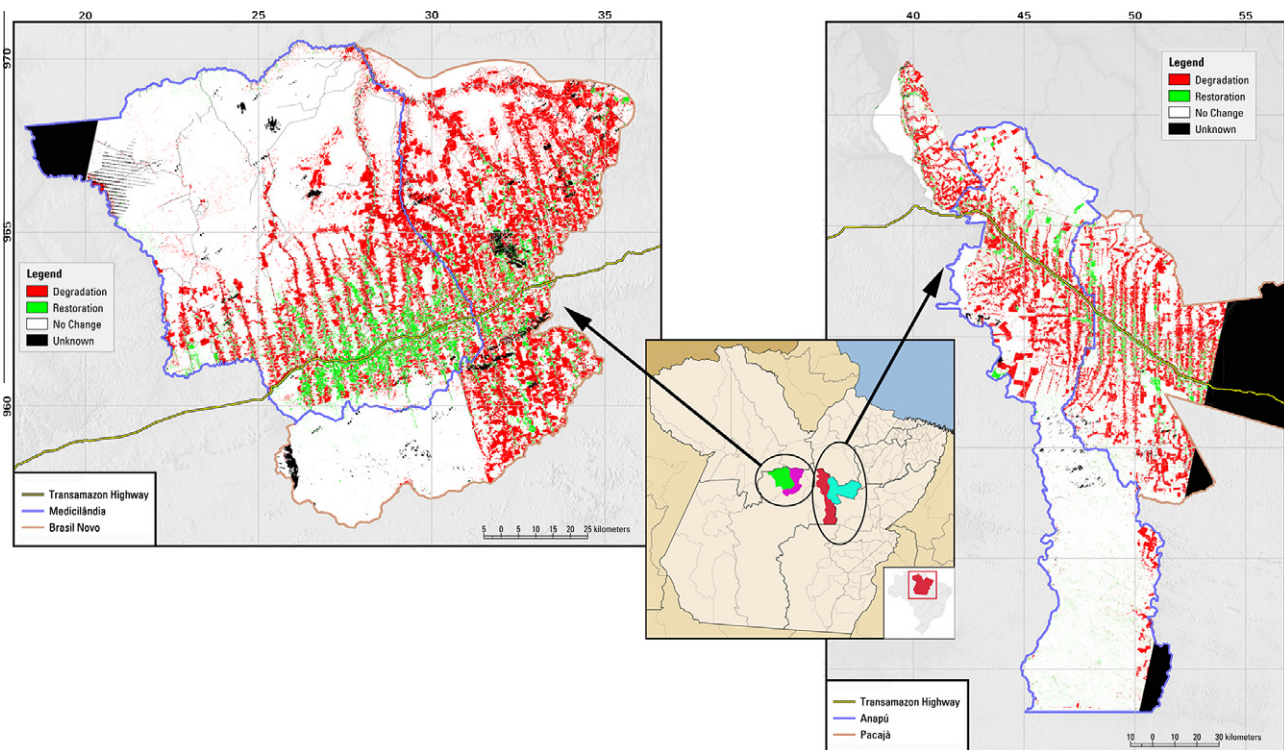 20 25 30 35
970
965
960
Legend
Degradation
Restoration
No Change
Unknown
Transamazon Highway
Medicilândia
Brasil Novo
5 0 5 10 15 20 25 kilometers
40 45 50 55
Legend
Degradation
Restoration
No Change
Unknown
Transamazon Highway
Anapú
Pacajà
10 0 10 20 30 kilometers